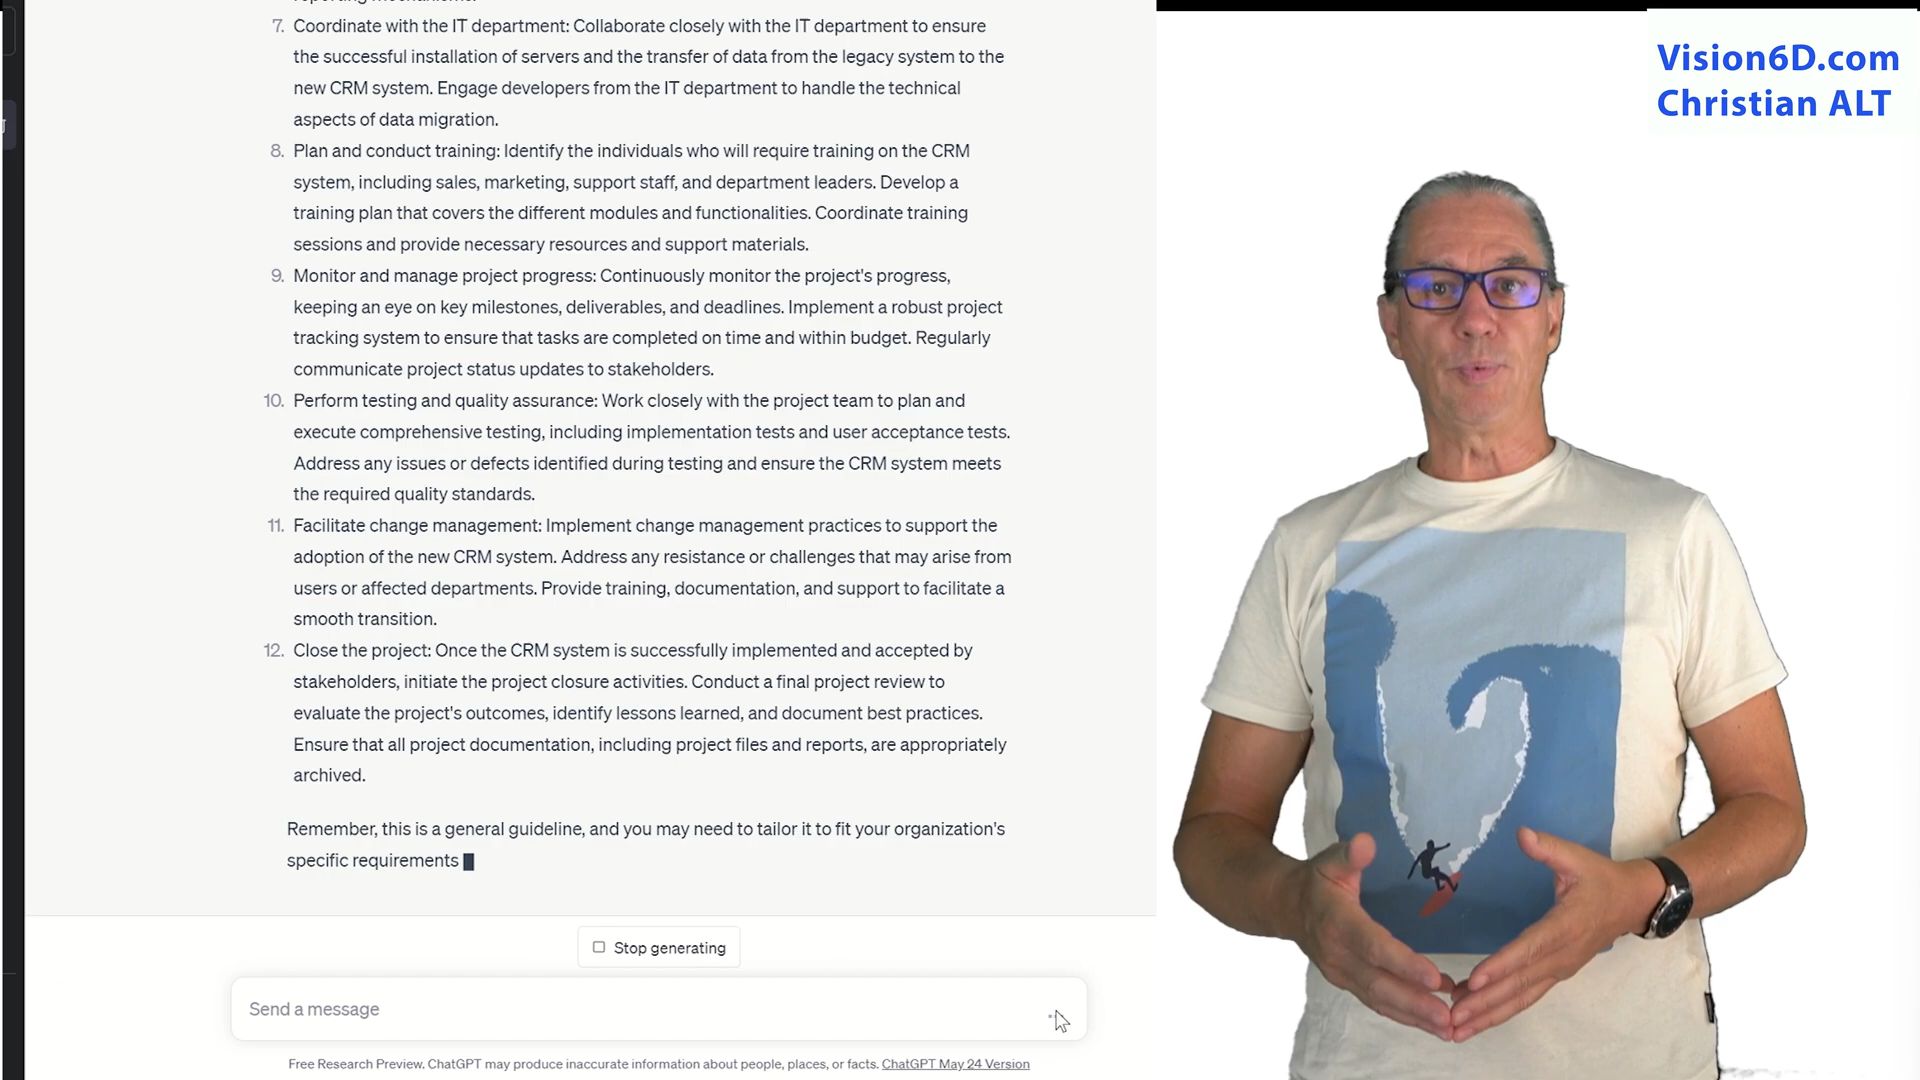 reporting mechanisms.
7. Coordinate with the IT department: Collaborate closely with the IT department to ensure
the successful installation of servers and the transfer of data from the legacy system to the
new CRM system. Engage developers from the IT department to handle the technical
aspects of data migration.
8. Plan and conduct training: Identify the individuals who will require training on the CRM
system, including sales, marketing, support staff, and department leaders. Develop a
training plan that covers the different modules and functionalities. Coordinate training
sessions and provide necessary resources and support materials.
9. Monitor and manage project progress: Continuously monitor the project's progress,
keeping an eye on key milestones, deliverables, and deadlines. Implement a robust project
tracking system to ensure that tasks are completed on time and within budget. Regularly
communicate project status updates to stakeholders.
10. Perform testing and quality assurance: Work closely with the project team to plan and
execute comprehensive testing, including implementation tests and user acceptance tests.
Address any issues or defects identified during testing and ensure the CRM system meets
the required quality standards.
11. Facilitate change management: Implement change management practices to support the
adoption of the new CRM system. Address any resistance or challenges that may arise from
users or affected departments. Provide training, documentation, and support to facilitate a
smooth transition.
12. Close the project: Once the CRM system is successfully implemented and accepted by
stakeholders, initiate the project closure activities. Conduct a final project review to
evaluate the project's outcomes, identify lessons learned, and document best practices.
Ensure that all project documentation, including project files and reports, are appropriately
archived.
Remember, this is a general guideline, and you may need to tailor it to fit your organization's
specific requirements
Stop generating
Send a message
Free Research Preview. ChatGPT may produce inaccurate information about people, places, or facts. ChatGPT May 24 Version
Vision6D.com
Christian ALT